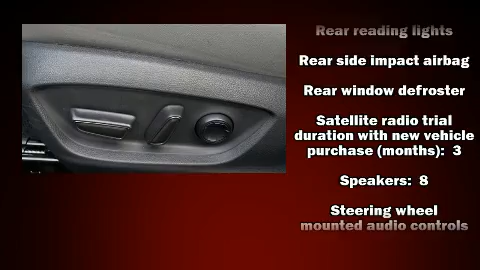 Rear reading lights
Rear side impact airbag
Rear window defroster
Satellite radio trial
duration with new vehicle
purchase (months):  3
Speakers:  8
Steering wheel
mounted audio controls